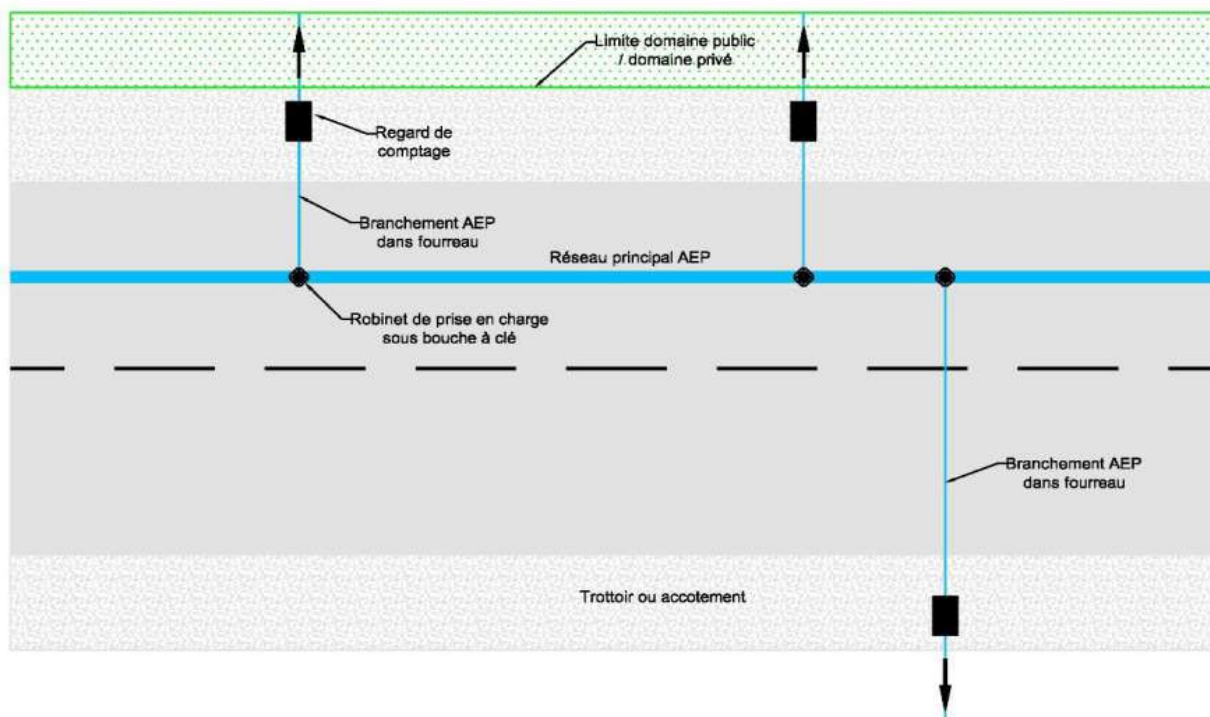 Limite domaine public
/ domaine privé
Regard de
comptage
Branchement AEP
dans fourreau
Réseau principal AEP
Robinet de prise en charge
sous bouche à clé
Branchement AEP
dans fourreau
Trottoir ou accotement